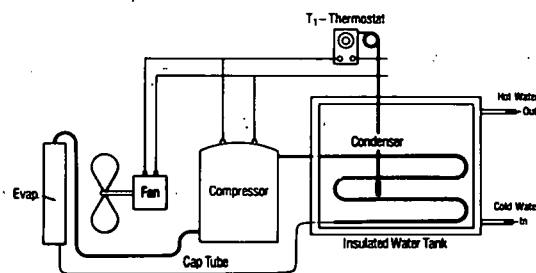 T₁-Thermostat
Hot Water
Out
Condenser
Evap.
Fan
Compressor
Cold Water
In
Cap Tube
Insulated Water Tank